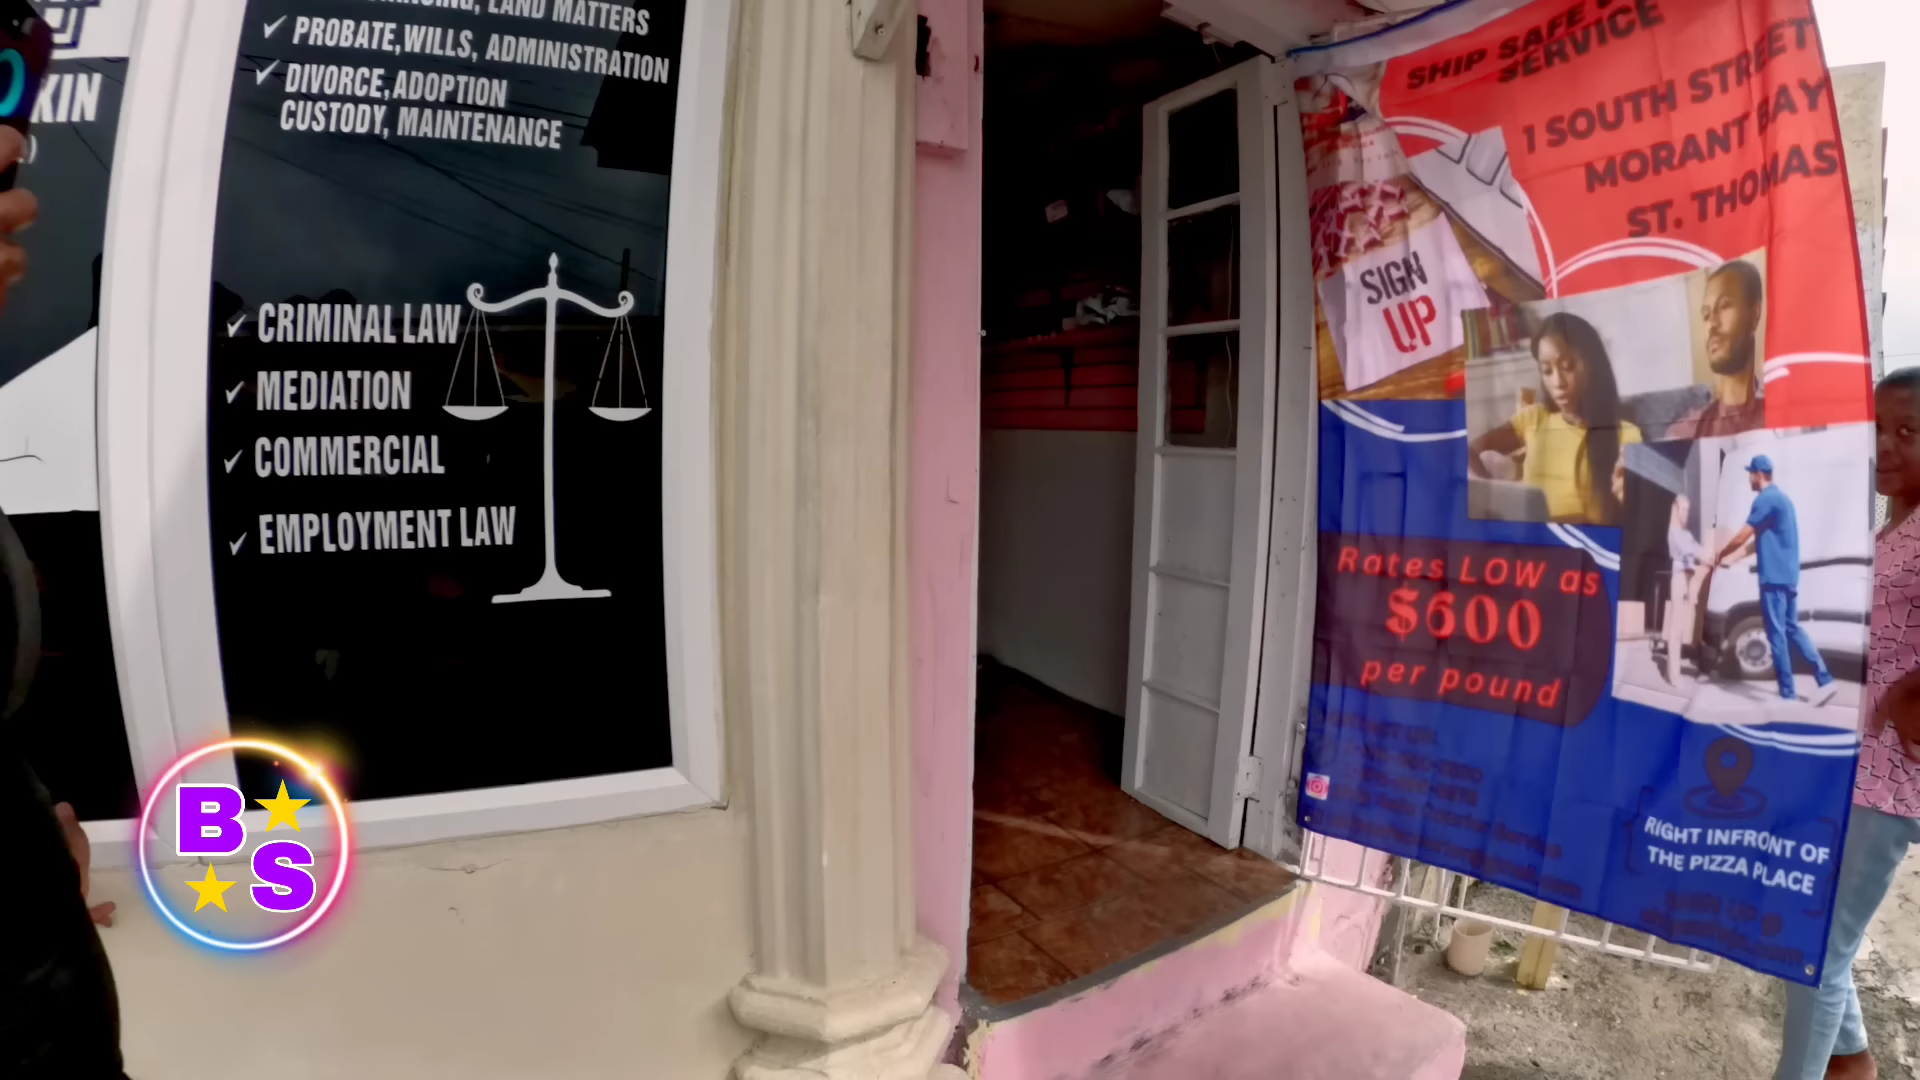 KIN
LAND MATTERS
PROBATE, WILLS, ADMINISTRATION
DIVORCE, ADOPTION
CUSTODY, MAINTENANCE
CRIMINAL LAW
MEDIATION
COMMERCIAL
EMPLOYMENT LAW
B
S
SHIP SAFE
SERVICE
1 SOUTH STREET
MORANT BAY
ST. THOMAS
SIGN
UP
Rates LOW as
$600
per pound
RIGHT INFRONT OF
THE PIZZA PLACE